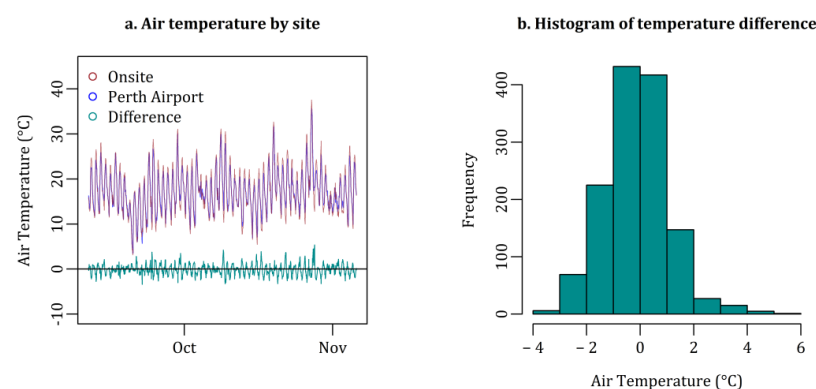 a. Air temperature by site
Onsite
Perth Airport
Difference
Air Temperature (°C)
40
30
20
10
0
-10
Oct
Nov
b. Histogram of temperature difference
Frequency
400
300
200
100
0
− 4
− 2
0
2
4
6
Air Temperature (°C)